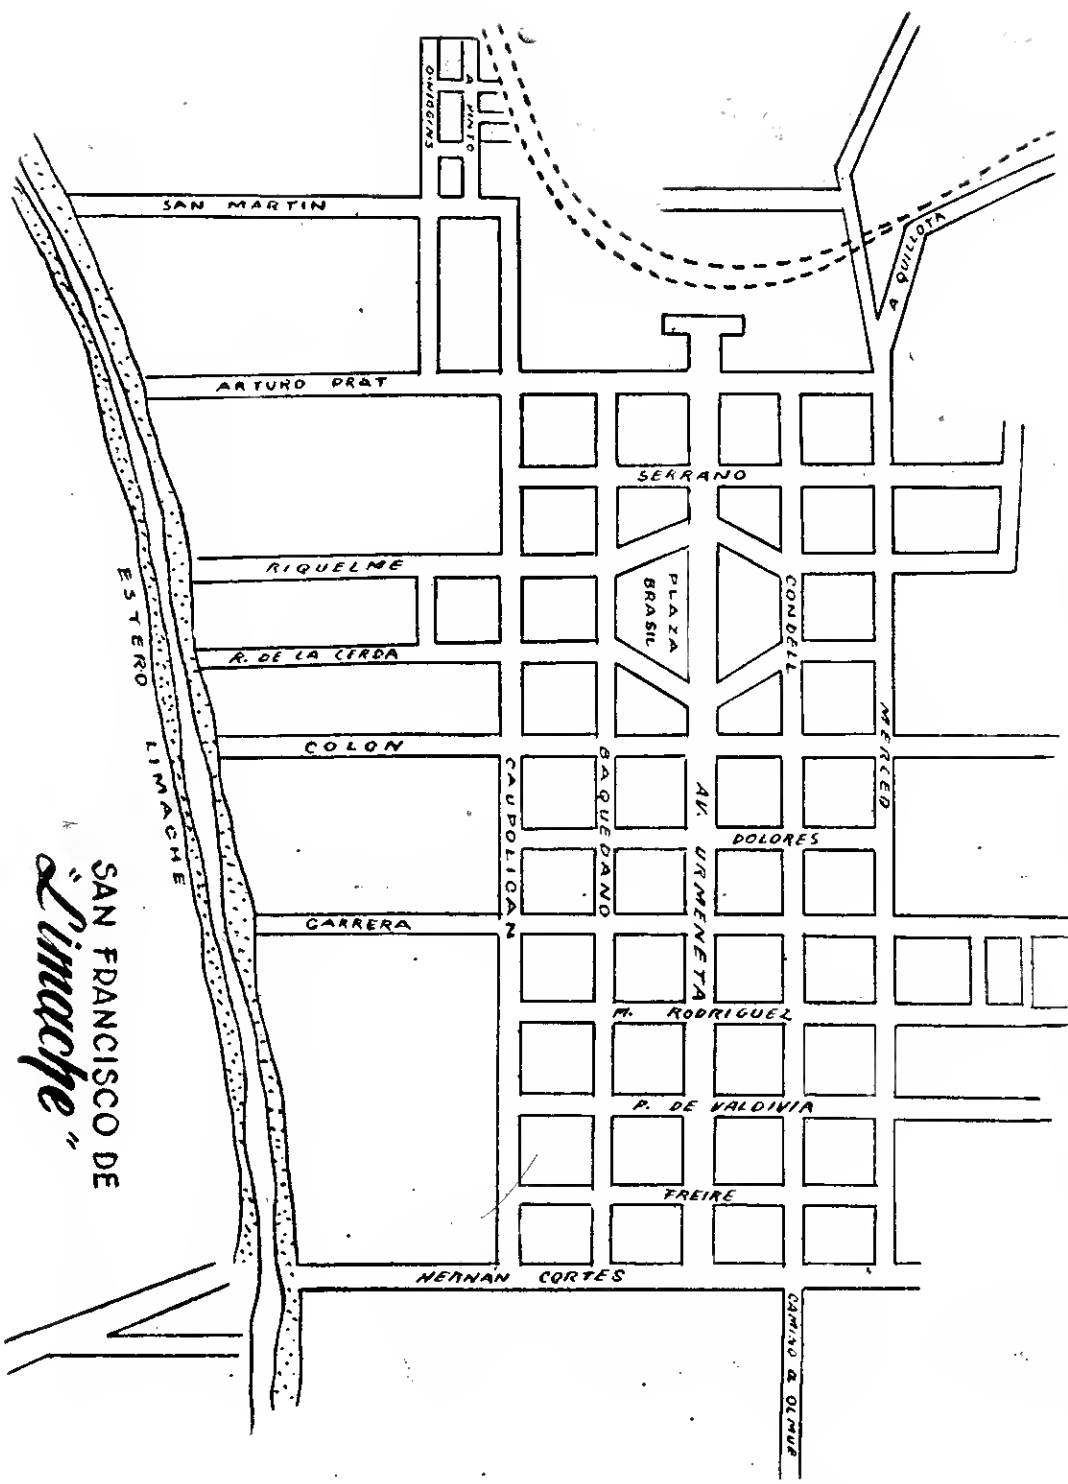 O'HIGGINS
A. PINTO
SAN MARTIN
A QUILLOTA
ARTURO PRAT
SERRANO
RIQUELME
PLAZA
BRASIL
CONDELL
R. DE LA CERDA
MERCED
COLON
CAUPOLICAN
BAQUEDANO
AV. URMENETA
DOLORES
ESTERO LIMACHE
CARRERA
M. RODRIGUEZ
P. DE VALDIVIA
FREIRE
HERNAN CORTES
CAMINO a OLMUE
SAN FRANCISCO DE
"Limache"